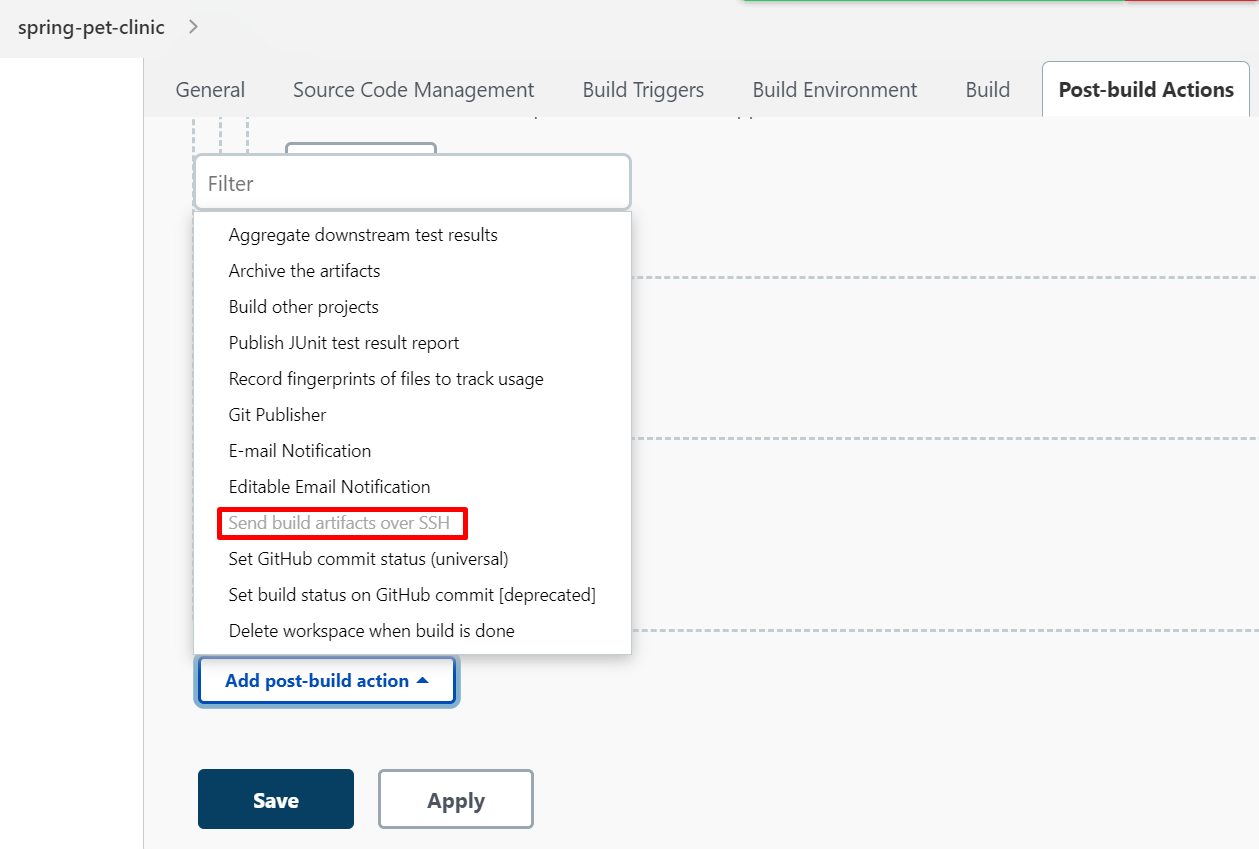 spring-pet-clinic
General Source Code Management Build Triggers Build Environment Build Post-build Actions
Filter
Aggregate downstream test results
Archive the artifacts
Build other projects
Publish JUnit test result report
Record fingerprints of files to track usage
Git Publisher
E-mail Notification
Editable Email Notification
Send build artifacts over SSH
Set GitHub commit status (universal)
Set build status on GitHub commit [deprecated]
Delete workspace when build is done
Add post-build action
Save Apply